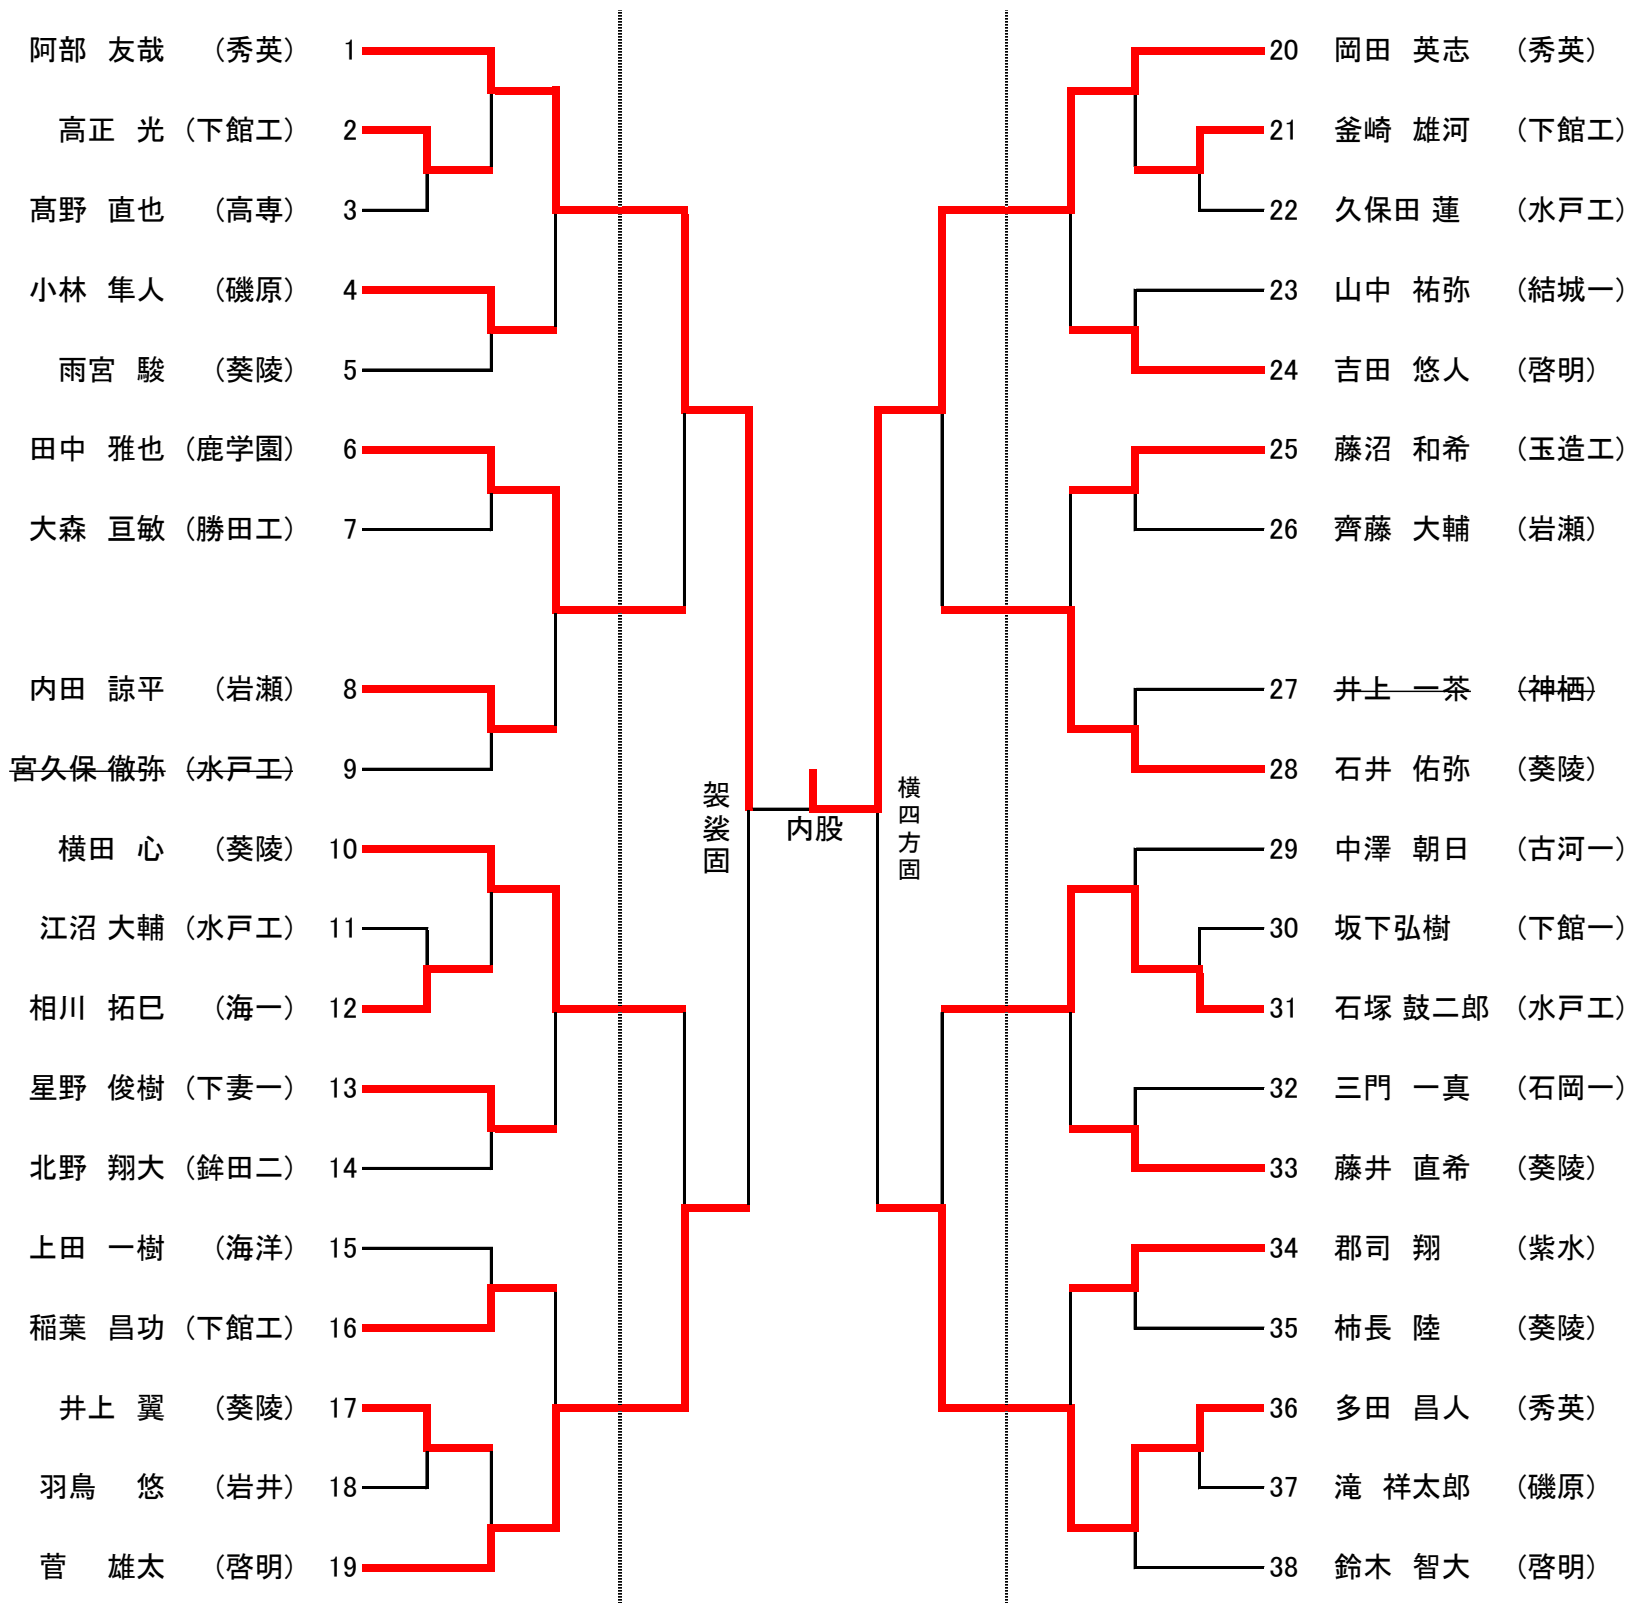 阿部 友哉 (秀英) 1
高正 光 (下館工) 2
髙野 直也 (高専) 3
小林 隼人 (磯原) 4
雨宮 駿 (葵陵) 5
田中 雅也 (鹿学園) 6
大森 亘敏 (勝田工) 7
内田 諒平 (岩瀬) 8
宮久保 徹弥 (水戸工) 9
横田 心 (葵陵) 10
江沼 大輔 (水戸工) 11
相川 拓巳 (海一) 12
星野 俊樹 (下妻一) 13
北野 翔大 (鉾田二) 14
上田 一樹 (海洋) 15
稲葉 昌功 (下館工) 16
井上 翼 (葵陵) 17
羽鳥 悠 (岩井) 18
菅 雄太 (啓明) 19
袈裟固
内股
横四方固
20 岡田 英志 (秀英)
21 釜崎 雄河 (下館工)
22 久保田 蓮 (水戸工)
23 山中 祐弥 (結城一)
24 吉田 悠人 (啓明)
25 藤沼 和希 (玉造工)
26 齊藤 大輔 (岩瀬)
27 井上 一茶 (神栖)
28 石井 佑弥 (葵陵)
29 中澤 朝日 (古河一)
30 坂下弘樹 (下館一)
31 石塚 鼓二郎 (水戸工)
32 三門 一真 (石岡一)
33 藤井 直希 (葵陵)
34 郡司 翔 (紫水)
35 柿長 陸 (葵陵)
36 多田 昌人 (秀英)
37 滝 祥太郎 (磯原)
38 鈴木 智大 (啓明)